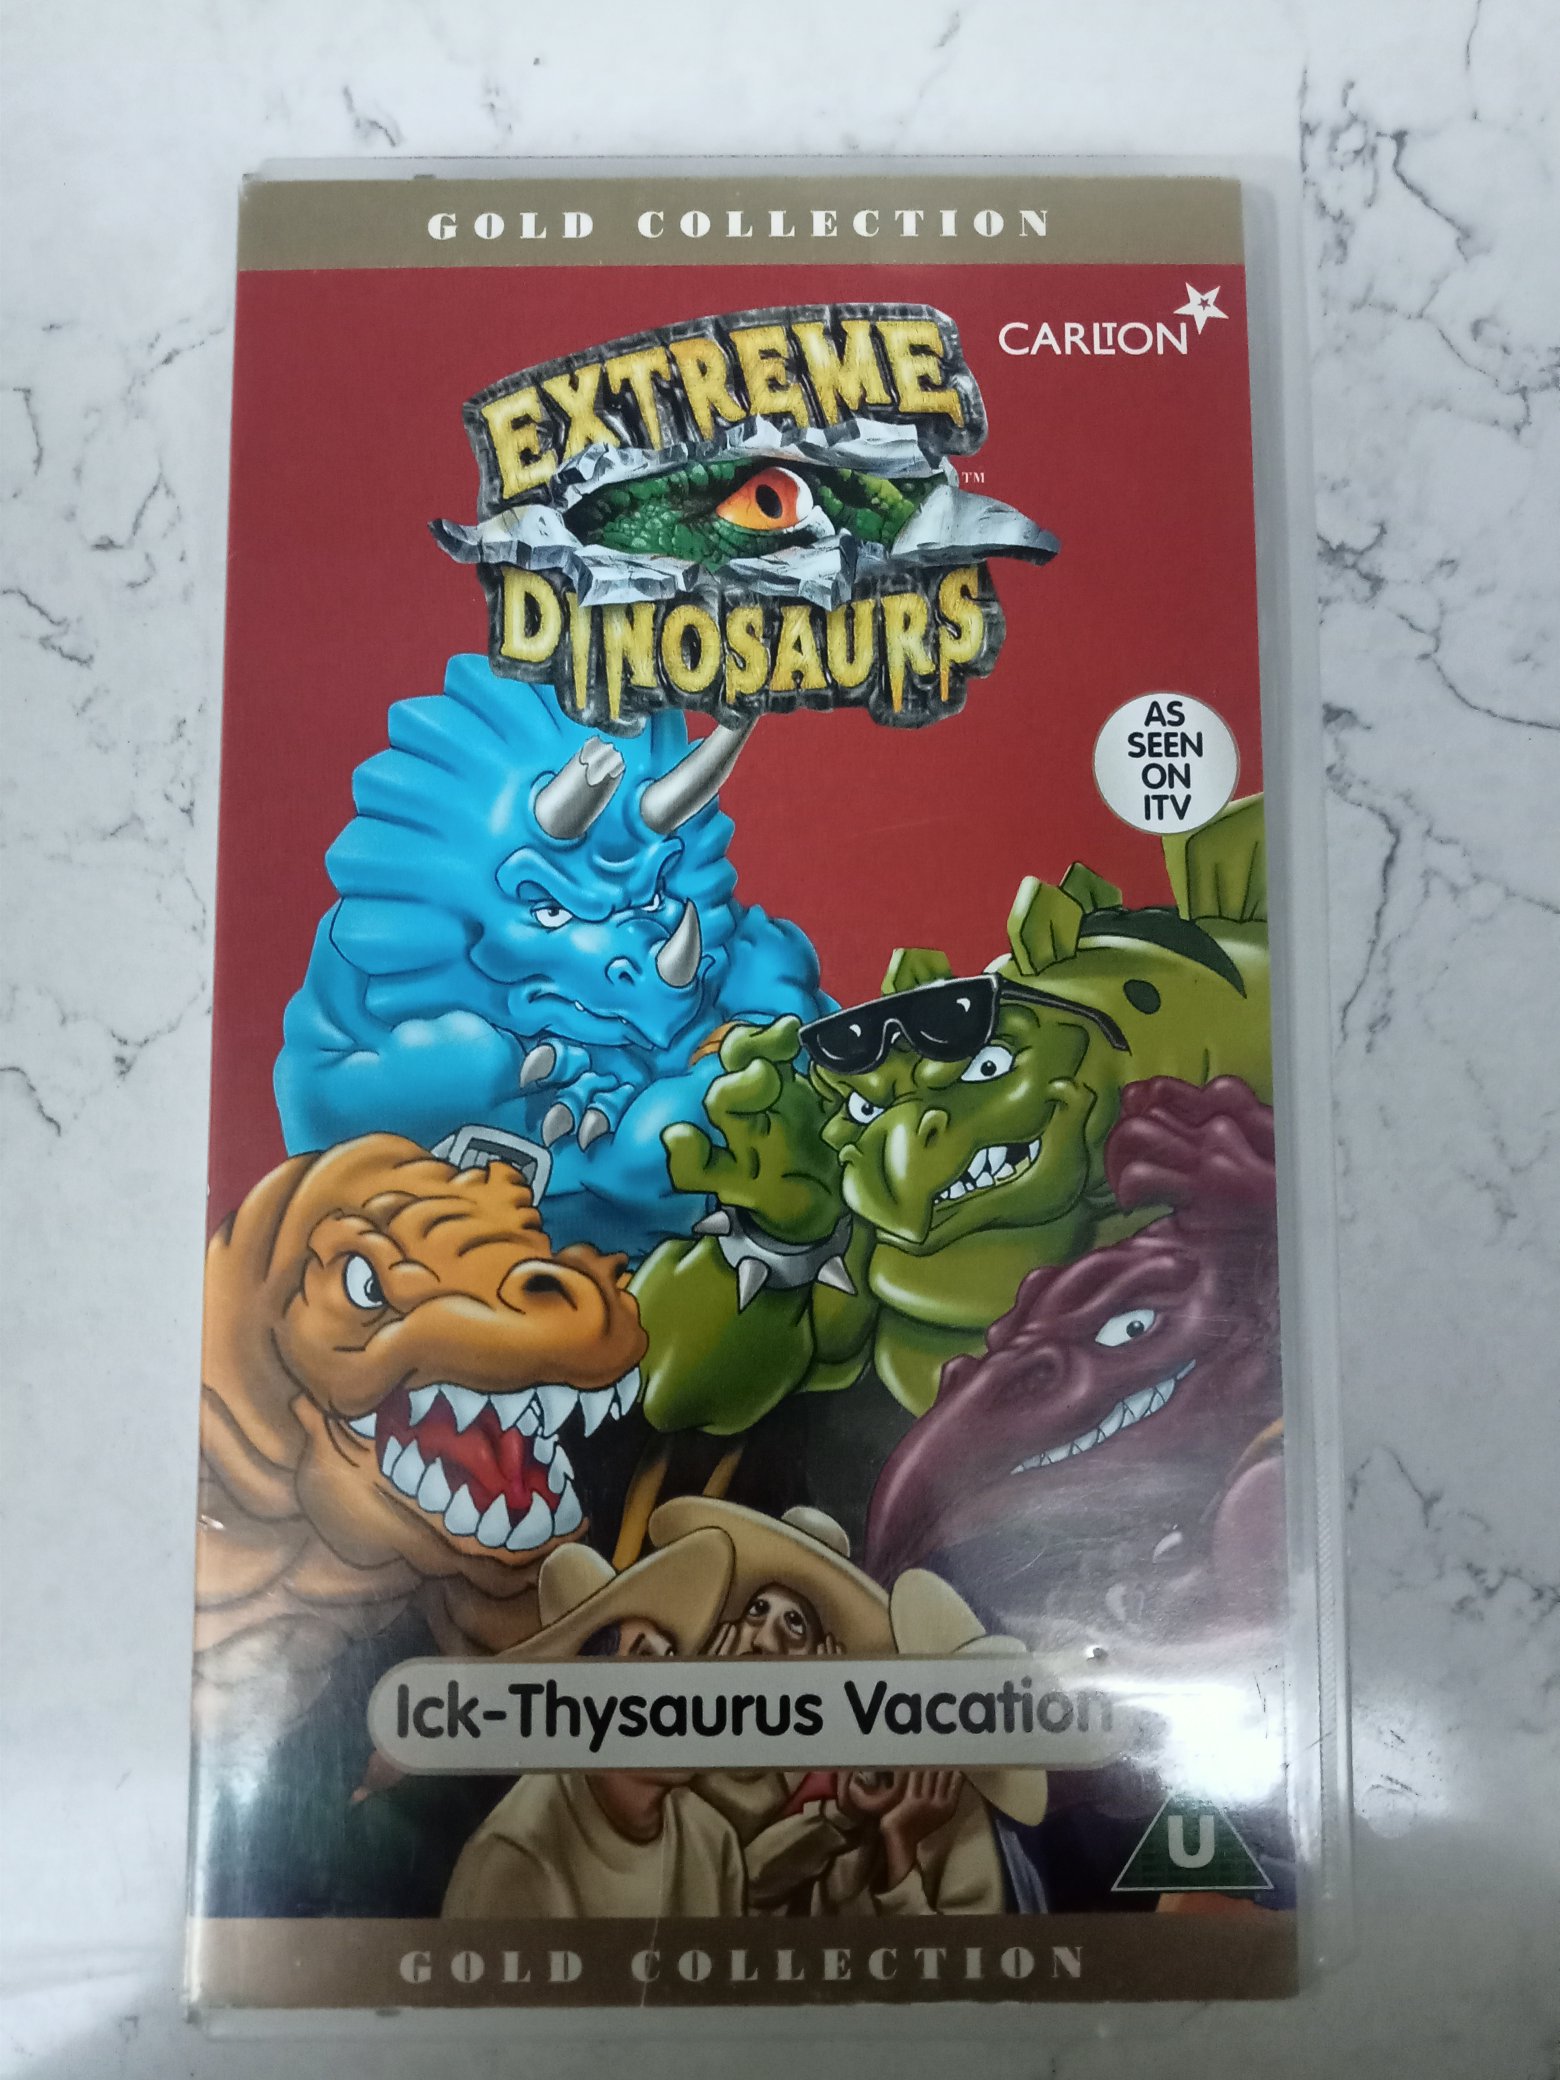 GOLD COLLECTION
CARLTON
EXTREME
™
DINOSAURS
AS
SEEN
ON
ITV
Ick-Thysaurus Vacation
U
GOLD COLLECTION